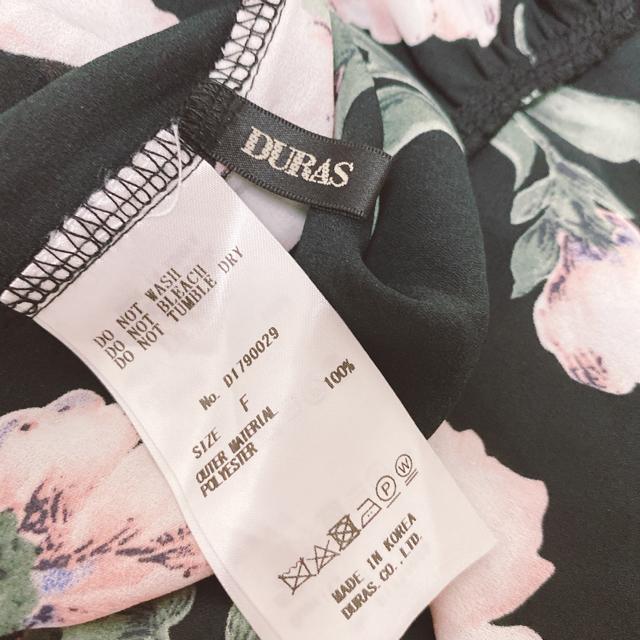 DURAS
DO NOT WASH
DO NOT BLEACH
DO NOT TUMBLE DRY
No. D1790029
SIZE F
OUTER MATERIAL
POLYESTER 100%
P W
MADE IN KOREA
DURAS.CO.,LTD.